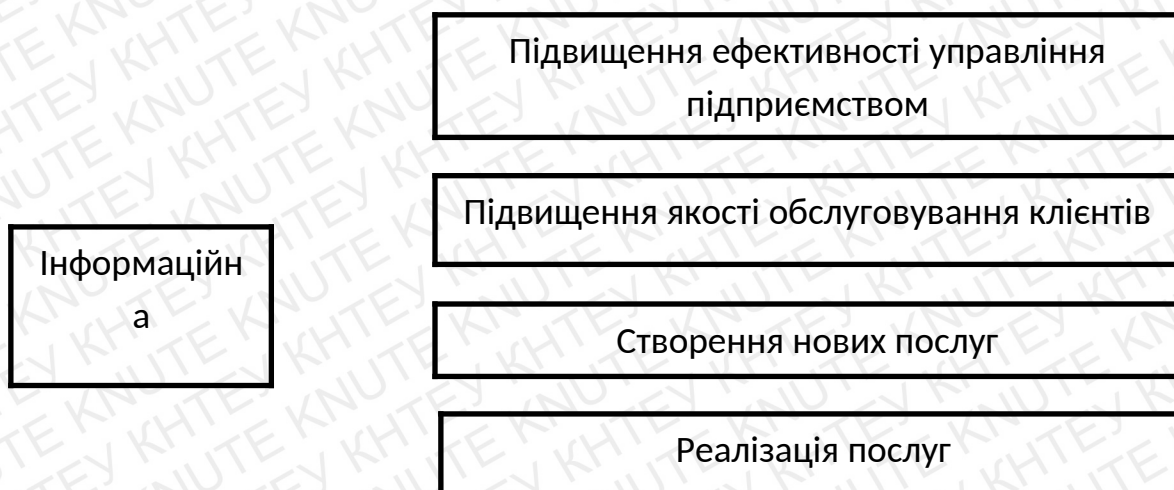 Підвищення ефективності управління
підприємством
Підвищення якості обслуговування клієнтів
Інформаційн
а
Створення нових послуг
Реалізація послуг